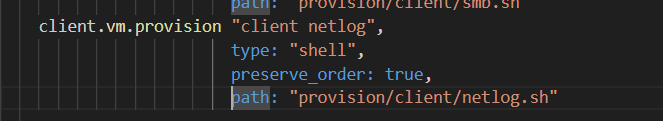 path: "provision/client/smb.sh"
client.vm.provision "client netlog",
type: "shell",
preserve_order: true,
path: "provision/client/netlog.sh"